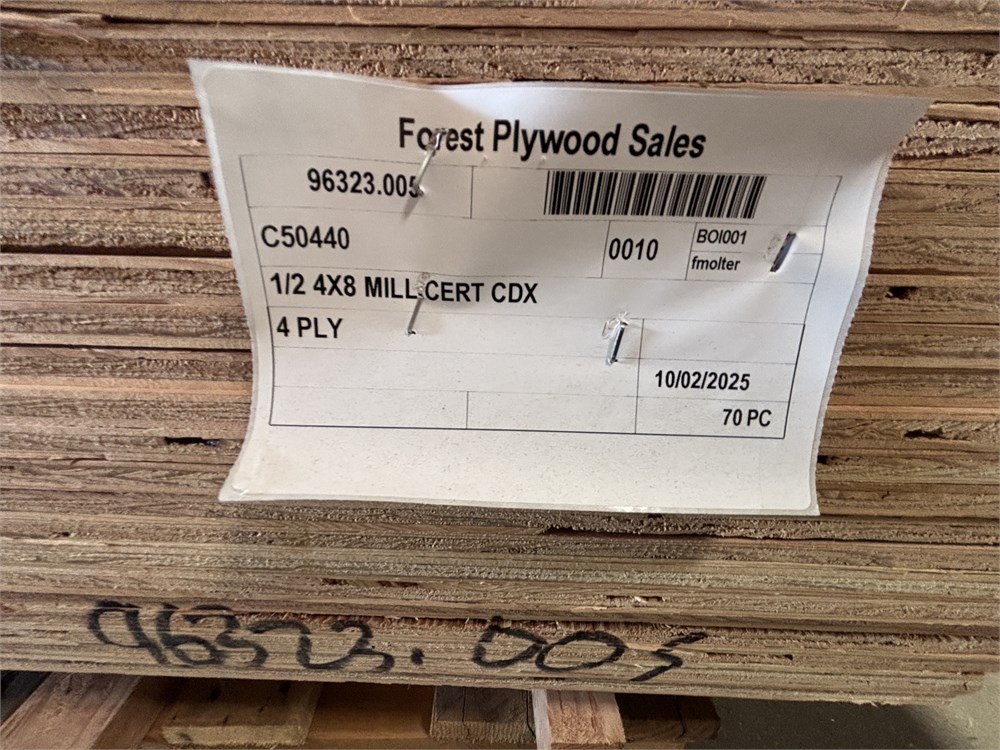 Forest Plywood Sales
96323.005
C50440 0010 BOI001
fmolter
1/2 4X8 MILL CERT CDX
4 PLY
10/02/2025
70 PC
96323.005